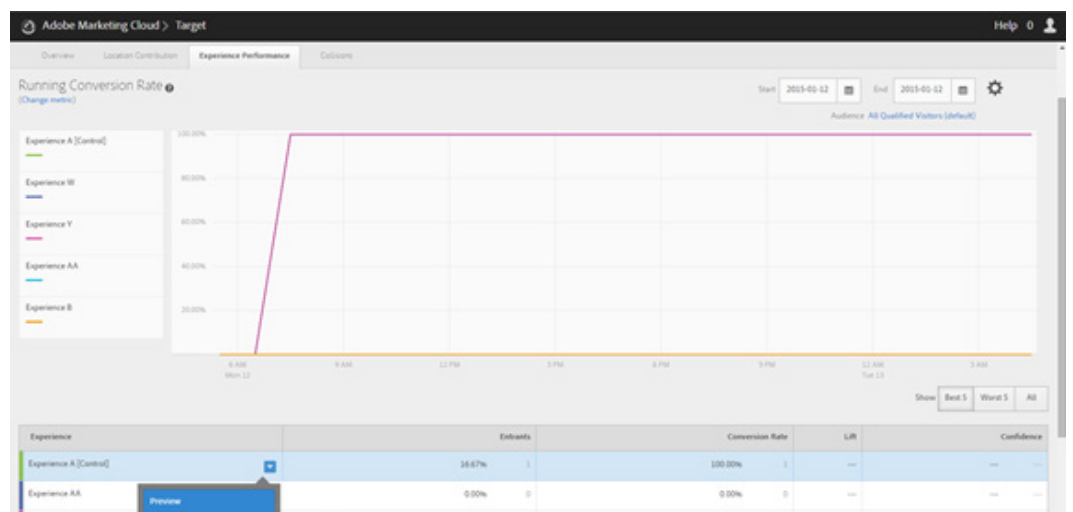 Adobe Marketing Cloud > Target
Help 0
Overview Location Contribution Experience Performance Collisions
Running Conversion Rate
(Change metric)
Start 2015-01-12 End 2015-01-12
Audience All Qualified Visitors (default)
Experience A [Control]
Experience W
Experience Y
Experience AA
Experience B
100.00%
80.00%
60.00%
40.00%
20.00%
6 AM 9 AM 12 PM 3 PM 6 PM 9 PM 12 AM 3 AM
Mon 12 Tue 13
Show Best 5 Worst 5 All
Experience Entrants Conversion Rate Lift Confidence
Experience A [Control] 16.67% 1 100.00% 1 --- --- ---
Experience AA 0.00% 0 0.00% 0 --- --- ---
Preview